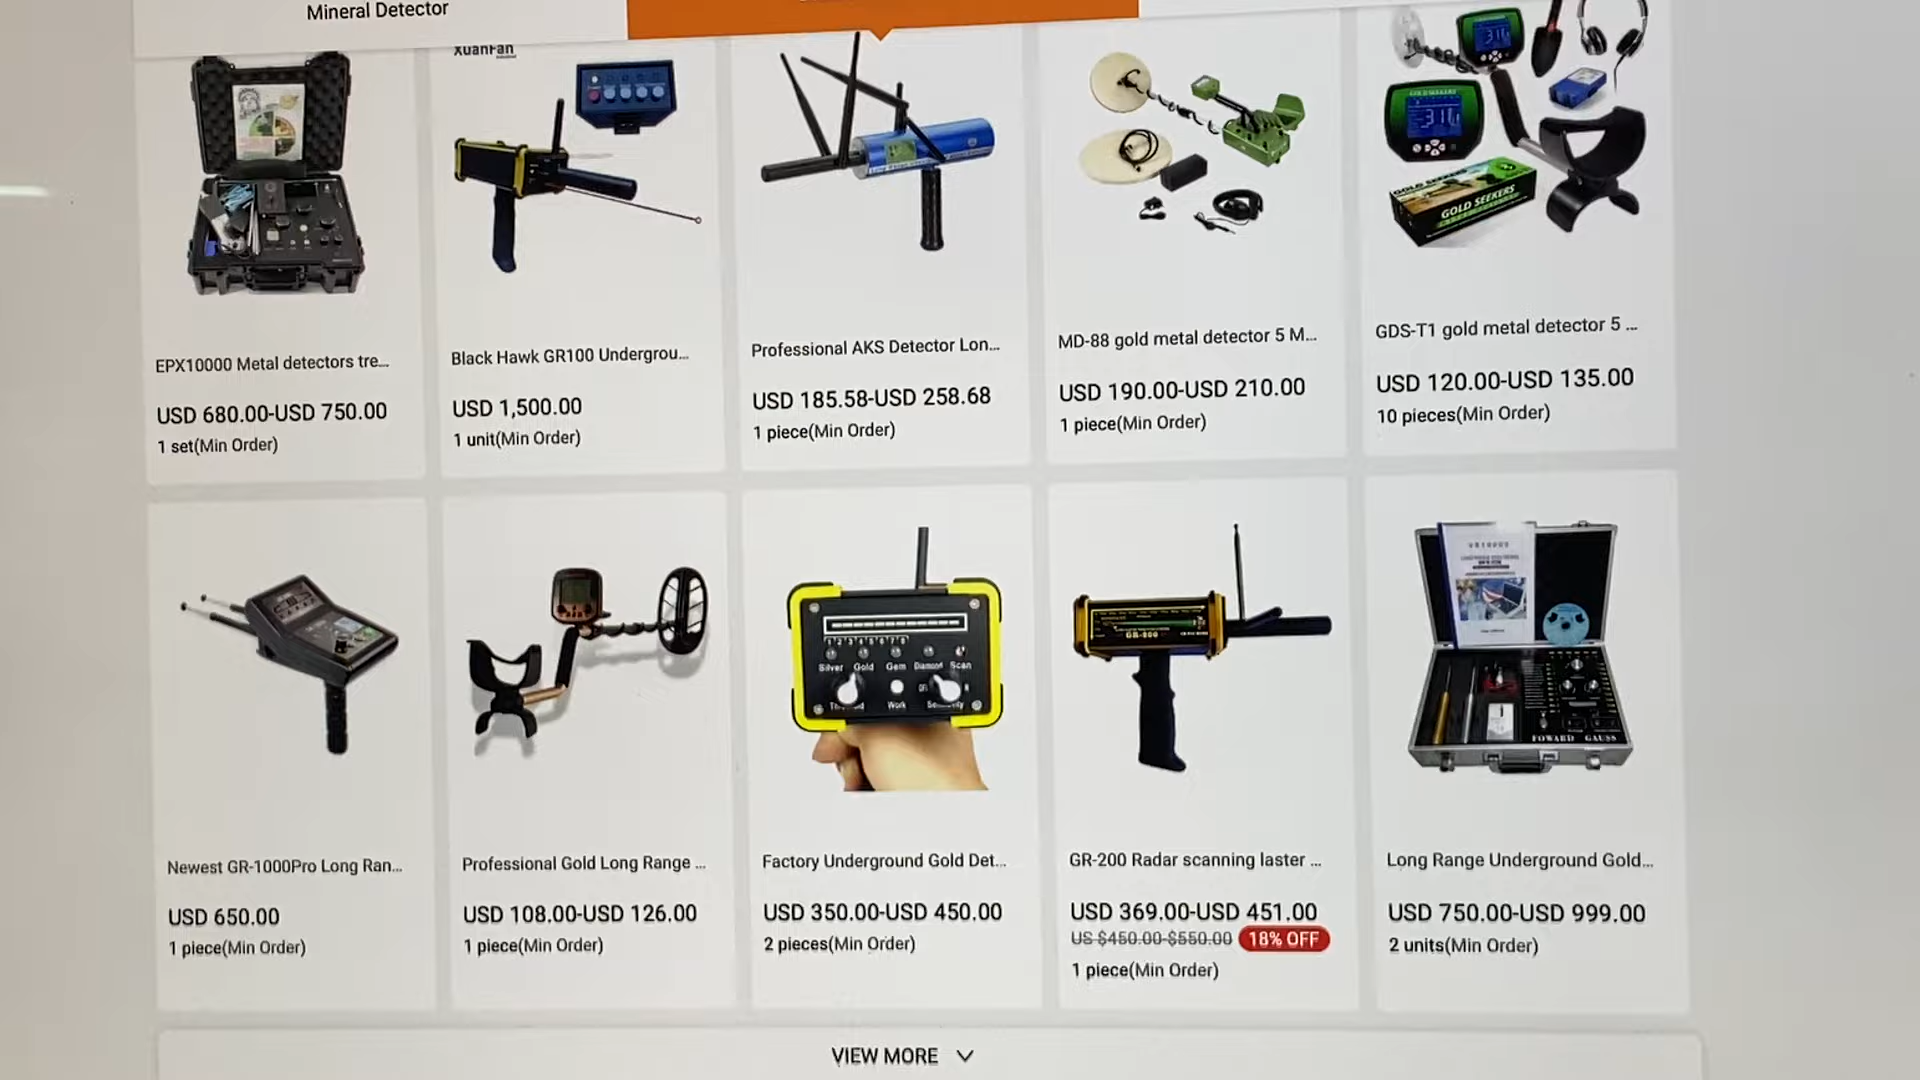 Mineral Detector
XuanFan
GOLD SEEKERS
GOLD SEEKERS
EPX10000 Metal detectors tre...
USD 680.00-USD 750.00
1 set(Min Order)
Black Hawk GR100 Undergrou...
USD 1,500.00
1 unit(Min Order)
Professional AKS Detector Lon...
USD 185.58-USD 258.68
1 piece(Min Order)
MD-88 gold metal detector 5 M...
USD 190.00-USD 210.00
1 piece(Min Order)
GDS-T1 gold metal detector 5 ...
USD 120.00-USD 135.00
10 pieces(Min Order)
Silver Gold Gem Diamond Scan
Work
GR-200
FOWARD GAUSS
Newest GR-1000Pro Long Ran...
USD 650.00
1 piece(Min Order)
Professional Gold Long Range ...
USD 108.00-USD 126.00
1 piece(Min Order)
Factory Underground Gold Det...
USD 350.00-USD 450.00
2 pieces(Min Order)
GR-200 Radar scanning laster ...
USD 369.00-USD 451.00
US $450.00-$550.00 18% OFF
1 piece(Min Order)
Long Range Underground Gold...
USD 750.00-USD 999.00
2 units(Min Order)
VIEW MORE